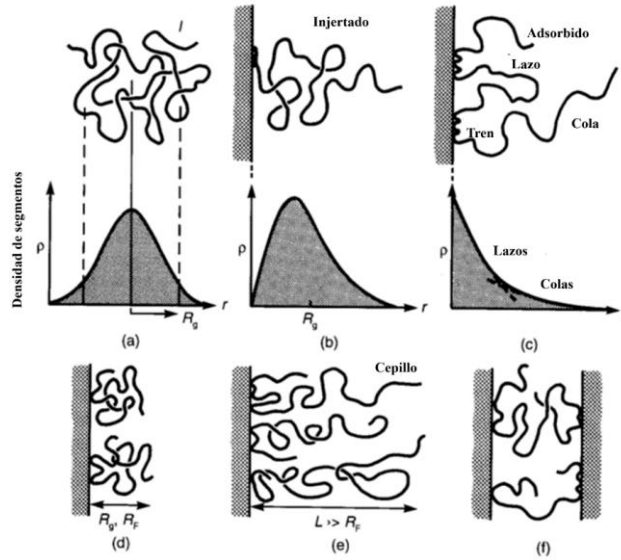 l
Injertado
Adsorbido
Lazo
Tren
Cola
Densidad de segmentos
ρ
r
Rg
(a)
ρ
r
Rg
(b)
ρ
Lazos
Colas
(c)
Rg, RF
(d)
Cepillo
L >> RF
(e)
(f)